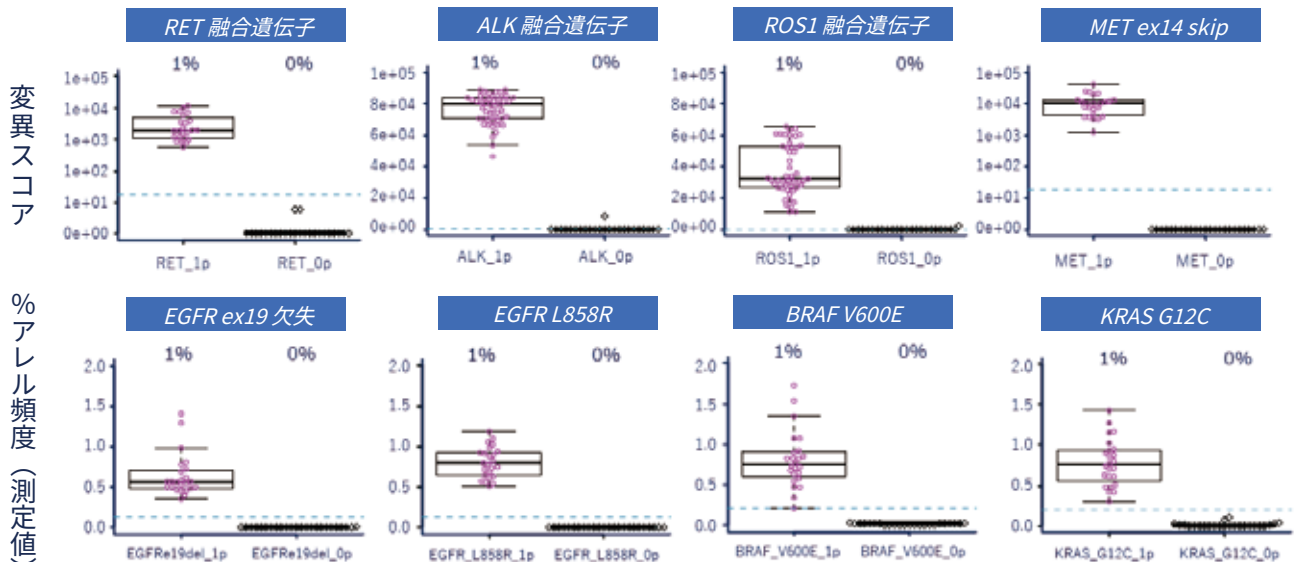 変異スコア
RET 融合遺伝子
1% 0%
1e+05
1e+04
1e+03
1e+02
1e+01
0e+00
RET_1p RET_0p
ALK 融合遺伝子
1% 0%
1e+05
8e+04
6e+04
4e+04
2e+04
0e+00
ALK_1p ALK_0p
ROS1 融合遺伝子
1% 0%
1e+05
8e+04
6e+04
4e+04
2e+04
0e+00
ROS1_1p ROS1_0p
MET ex14 skip
1e+05
1e+04
1e+03
1e+02
1e+01
0e+00
MET_1p MET_0p
%アレル頻度(測定値)
EGFR ex19 欠失
1% 0%
2.0
1.5
1.0
0.5
0.0
EGFRe19del_1p EGFRe19del_0p
EGFR L858R
1% 0%
2.0
1.5
1.0
0.5
0.0
EGFR_L858R_1p EGFR_L858R_0p
BRAF V600E
1% 0%
2.0
1.5
1.0
0.5
0.0
BRAF_V600E_1p BRAF_V600E_0p
KRAS G12C
1% 0%
2.0
1.5
1.0
0.5
0.0
KRAS_G12C_1p KRAS_G12C_0p